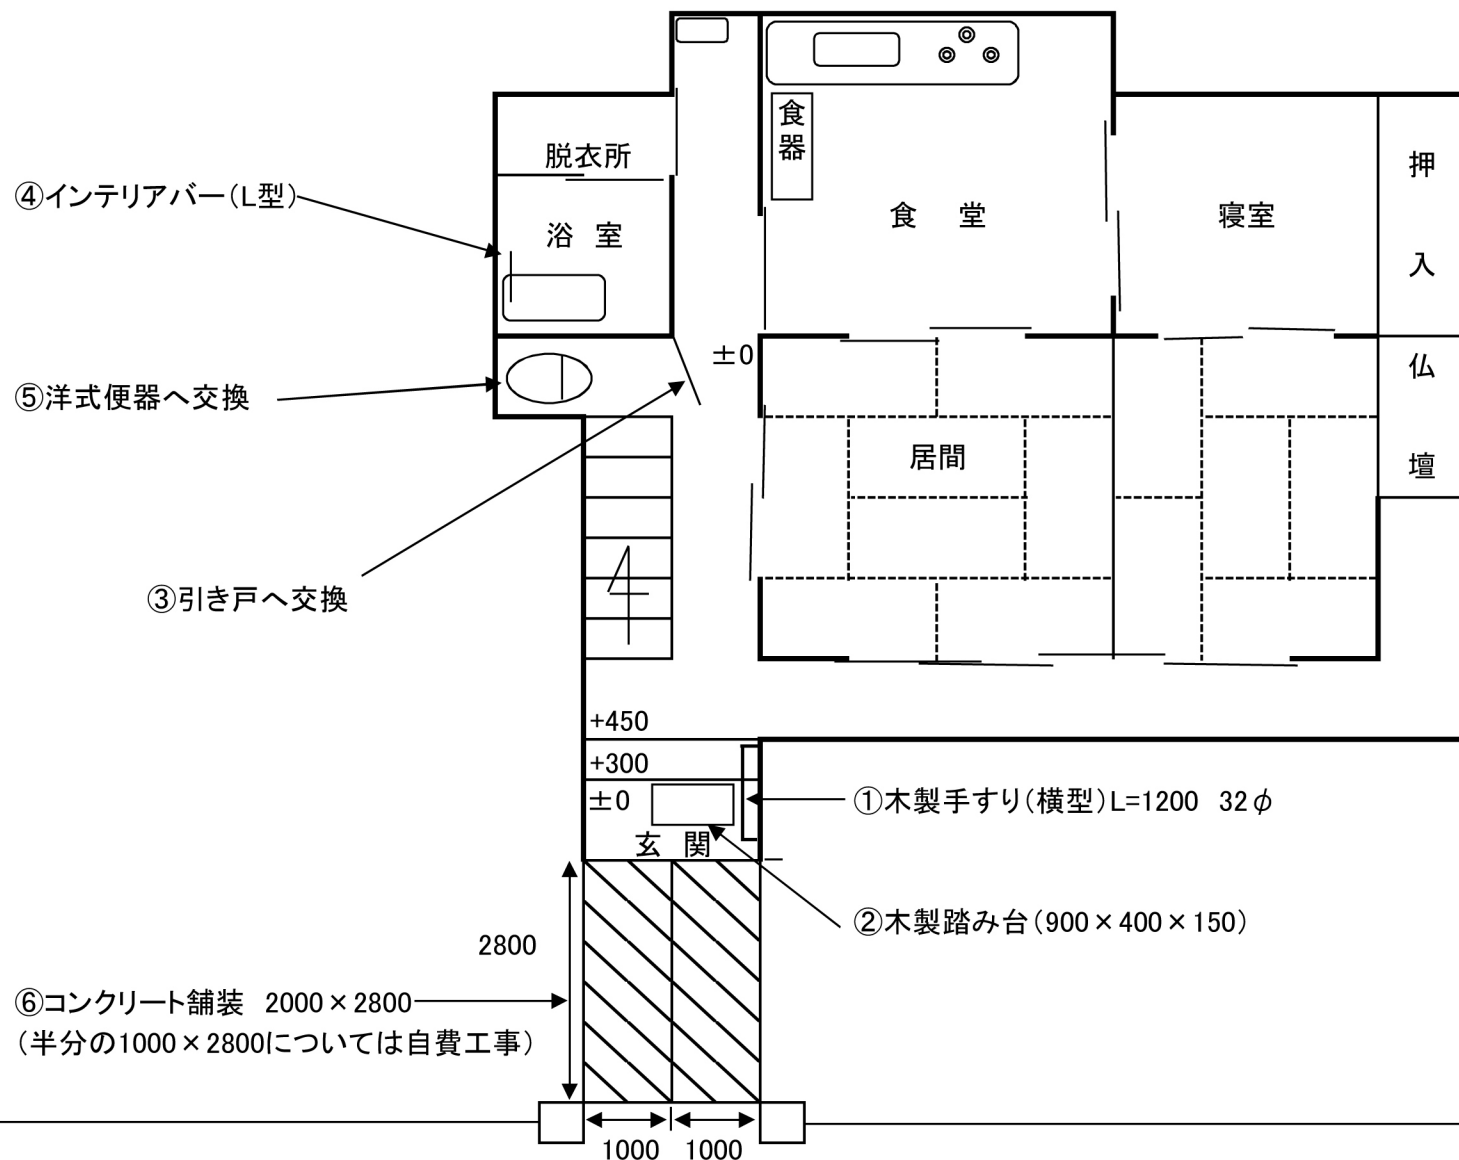 食器
脱衣所
④インテリアバー(L型)
浴 室
食 堂
寝室
押入
±0
⑤洋式便器へ交換
仏壇
居間
③引き戸へ交換
+450
+300
±0
①木製手すり(横型)L=1200 32φ
玄 関
②木製踏み台(900×400×150)
2800
⑥コンクリート舗装 2000×2800
(半分の1000×2800については自費工事)
1000 1000